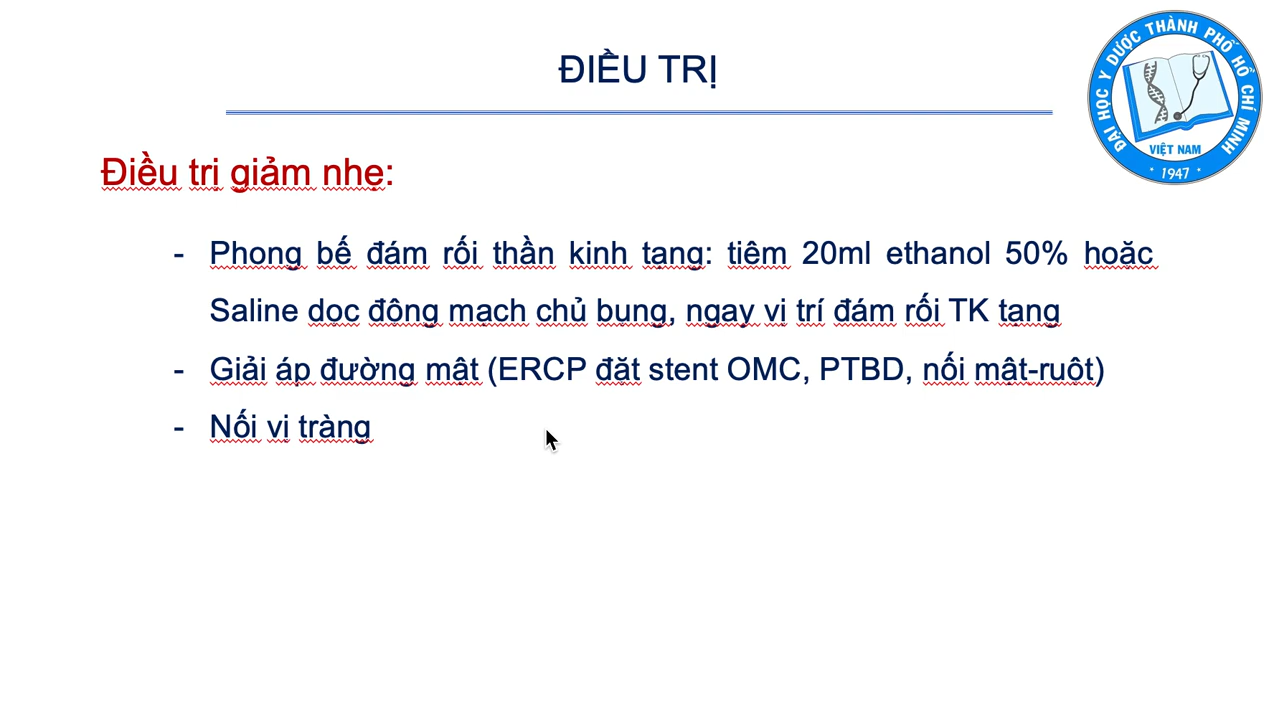 ĐIỀU TRỊ
ĐẠI HỌC Y DƯỢC THÀNH PHỐ HỒ CHÍ MINH
VIỆT NAM
1947
Điều trị giảm nhẹ:
- Phong bế đám rối thần kinh tạng: tiêm 20ml ethanol 50% hoặc
Saline dọc động mạch chủ bụng, ngay vị trí đám rối TK tạng
- Giải áp đường mật (ERCP đặt stent OMC, PTBD, nối mật-ruột)
- Nối vị tràng